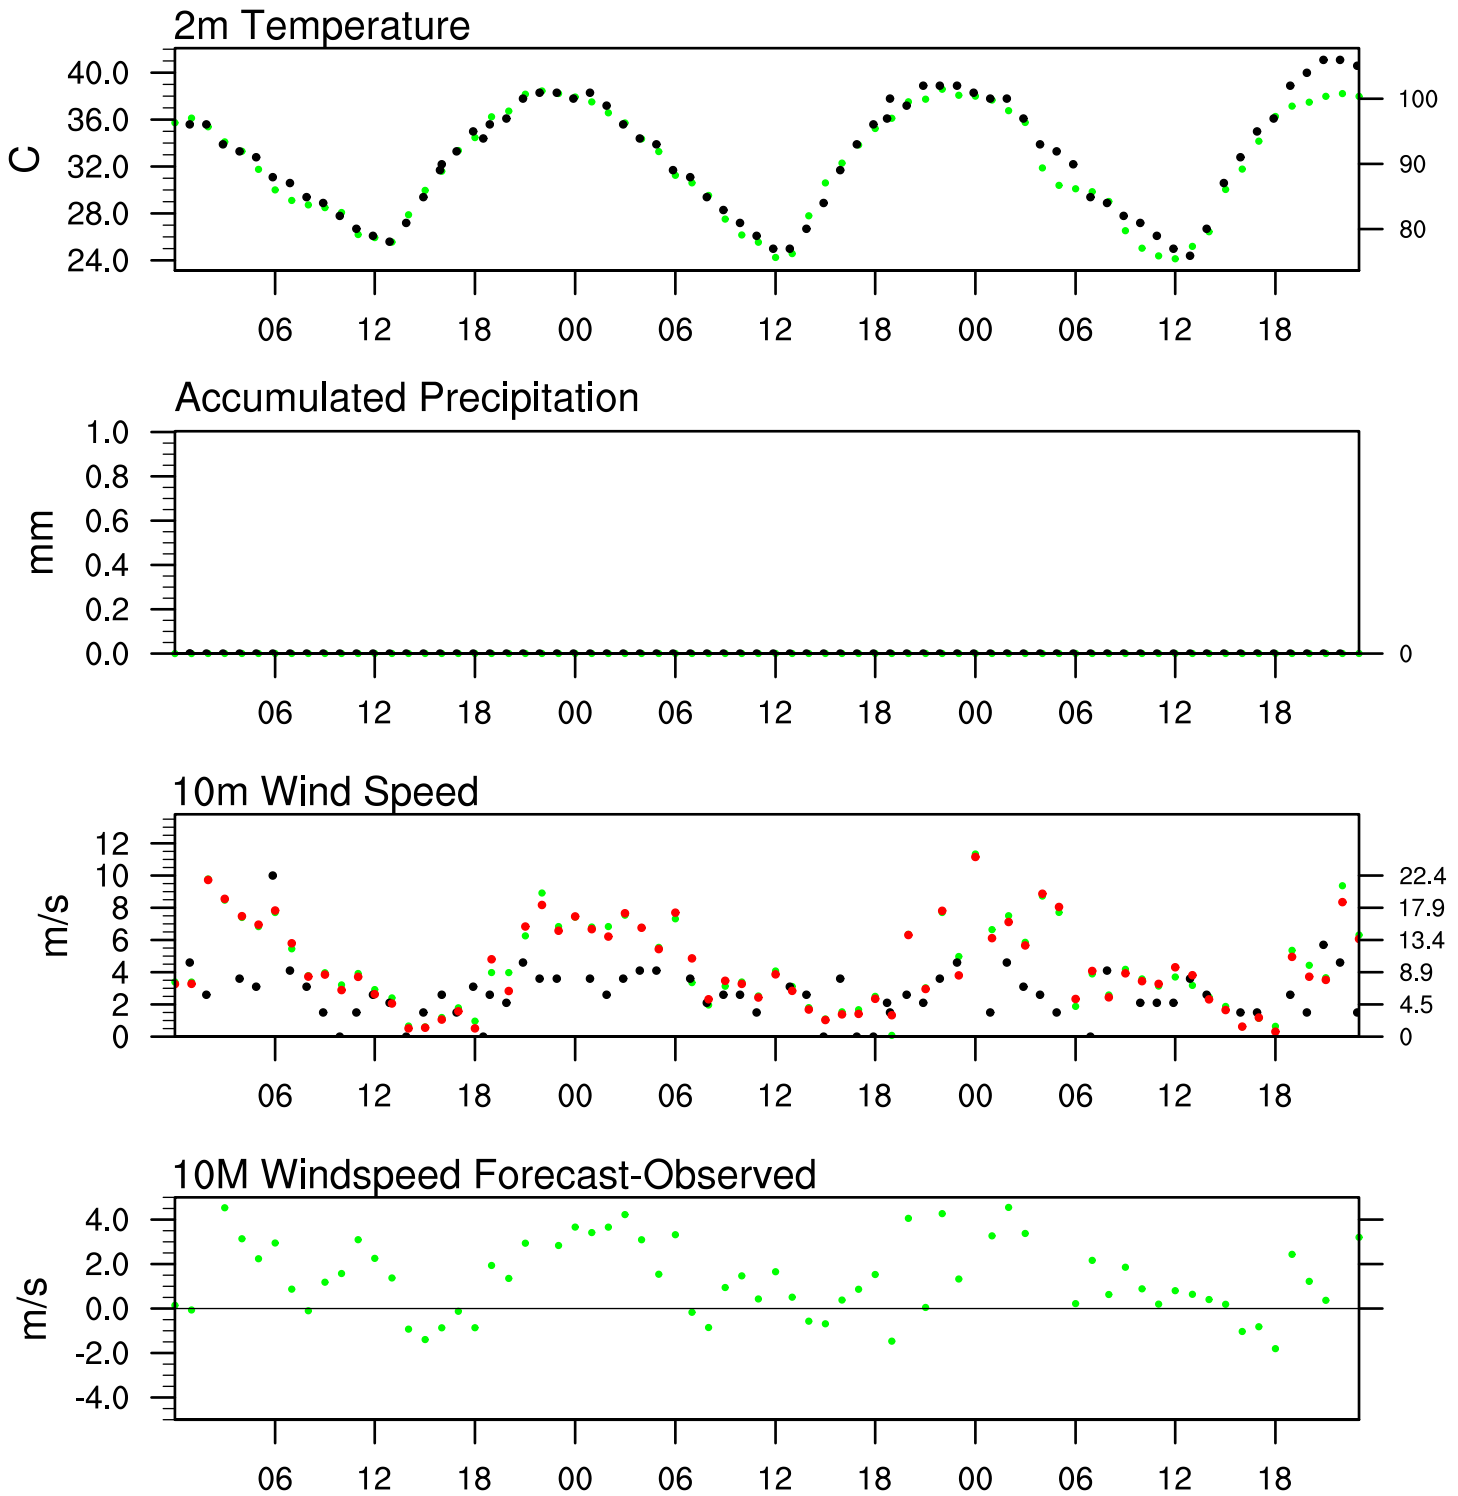 2m Temperature
C
40.0
36.0
32.0
28.0
24.0
100
90
80
06 12 18 00 06 12 18 00 06 12 18
Accumulated Precipitation
mm
1.0
0.8
0.6
0.4
0.2
0.0
0
06 12 18 00 06 12 18 00 06 12 18
10m Wind Speed
m/s
12
10
8
6
4
2
0
22.4
17.9
13.4
8.9
4.5
0
06 12 18 00 06 12 18 00 06 12 18
10M Windspeed Forecast-Observed
m/s
4.0
2.0
0.0
-2.0
-4.0
06 12 18 00 06 12 18 00 06 12 18